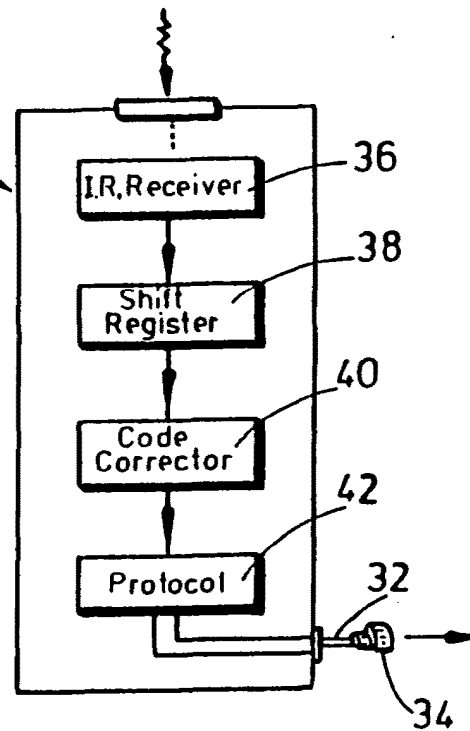 I.R. Receiver
36
Shift
Register
38
Code
Corrector
40
Protocol
42
32
34